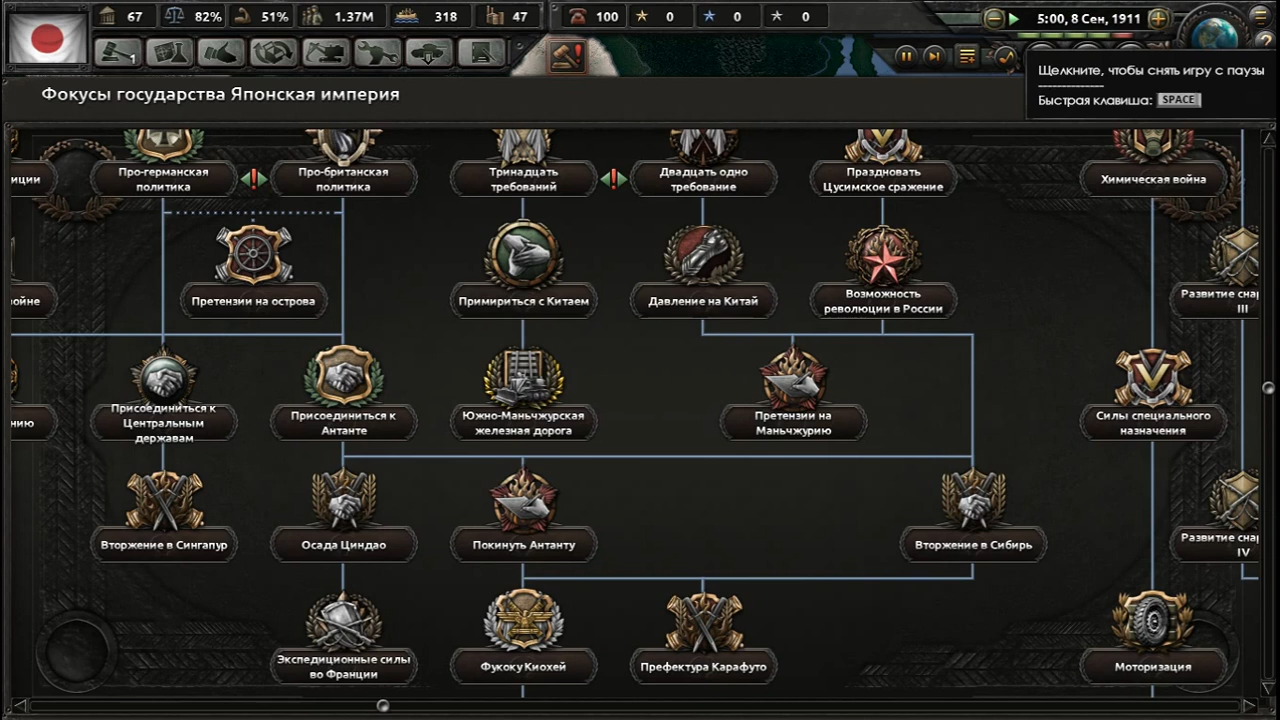 67 82% 51% 1.37M 318 47 100 0 0 0 5:00, 8 Сен, 1911
1
Щелкните, чтобы снять игру с паузы
--------------
Быстрая клавиша: SPACE
Фокусы государства Японская империя
иции
Про-германская
политика
Про-британская
политика
Тринадцать
требований
Двадцать одно
требование
Праздновать
Цусимское сражение
Химическая война
ойне
Претензии на острова
Примириться с Китаем
Давление на Китай
Возможность
революции в России
Развитие снар
III
нию
Присоединиться к
Центральным
державам
Присоединиться к
Антанте
Южно-Маньчжурская
железная дорога
Претензии на
Маньчжурию
Силы специального
назначения
Вторжение в Сингапур
Осада Циндао
Покинуть Антанту
Вторжение в Сибирь
Развитие снар
IV
Экспедиционные силы
во Франции
Фукоку Киохей
Префектура Карафуто
Моторизация